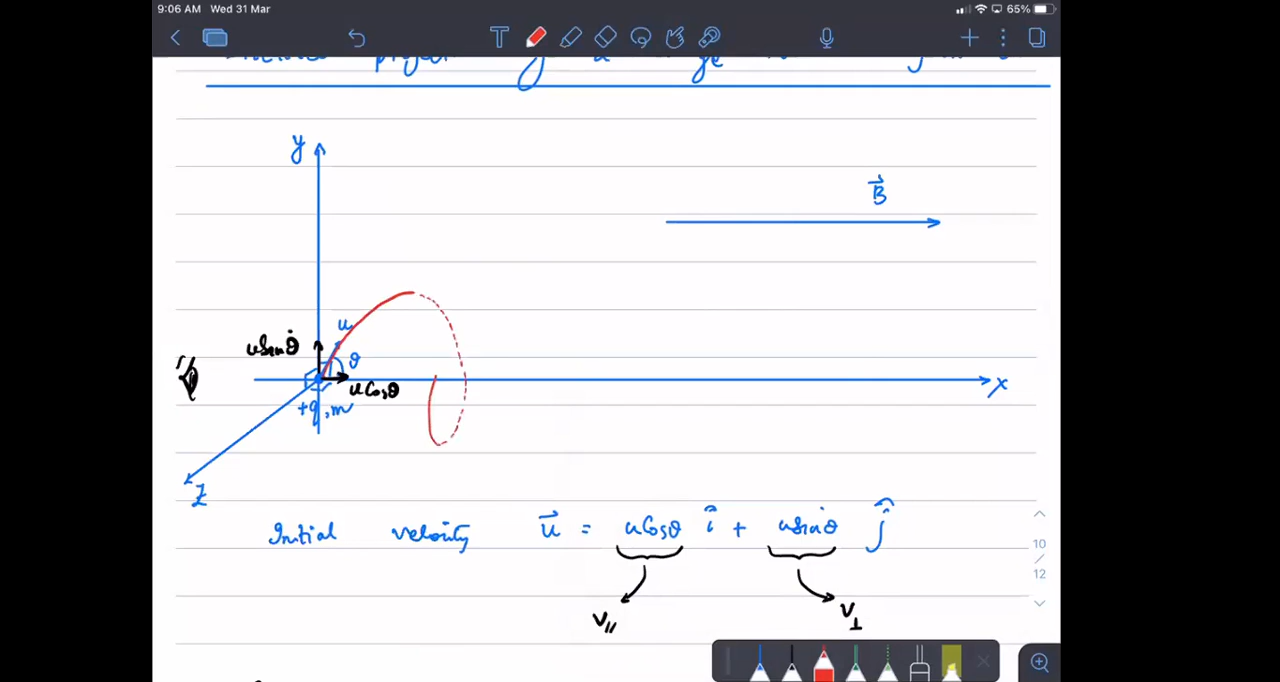 9:06 AM Wed 31 Mar
65%
T
y
B⃗
u
usinθ
θ
x
ucosθ
+q, m
Z
Initial velocity u⃗ = ucosθ î + usinθ ĵ
10
/
12
V∥
V⊥